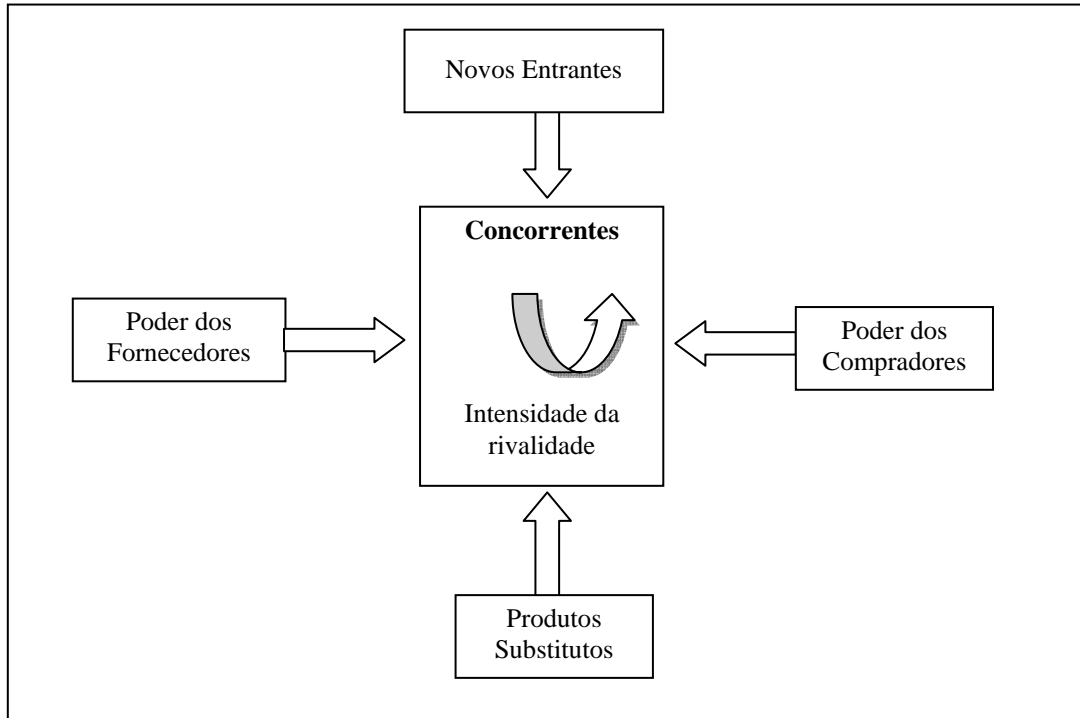 Novos Entrantes
Concorrentes
Poder dos
Fornecedores
Poder dos
Compradores
Intensidade da
rivalidade
Produtos
Substitutos